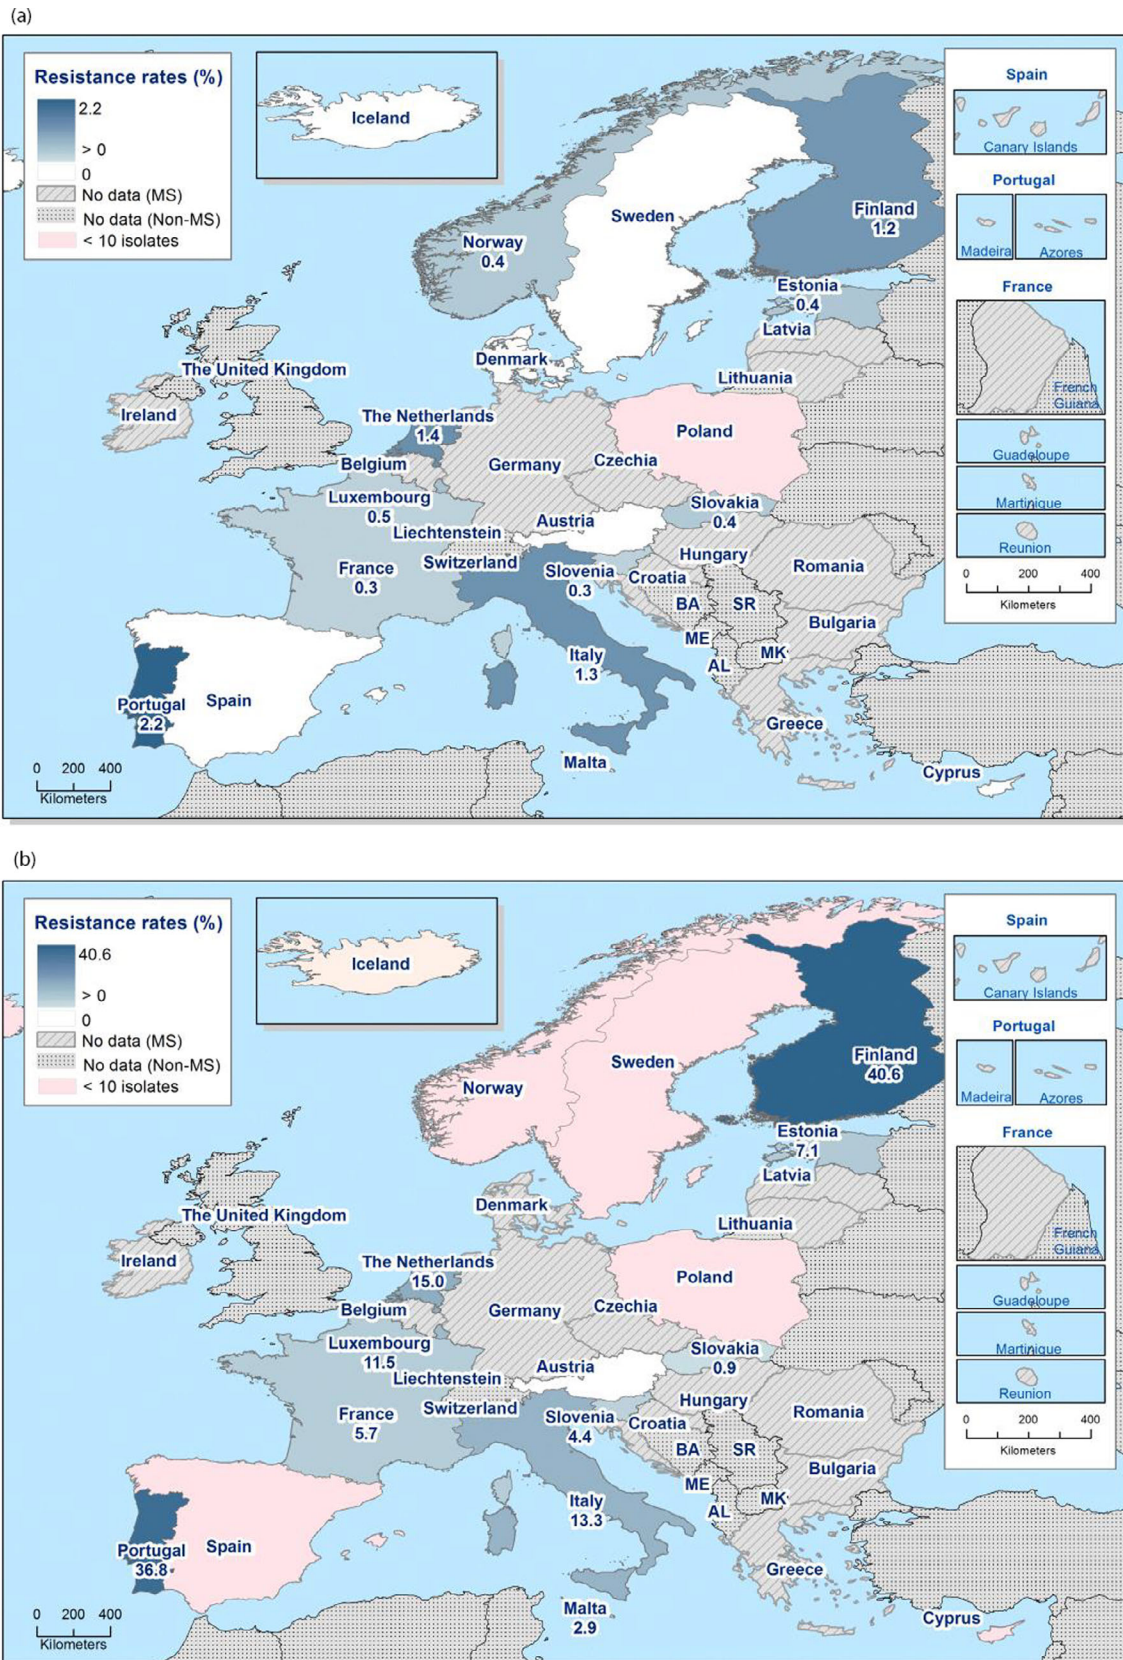 (a)
Resistance rates (%)
2.2
> 0
0
No data (MS)
No data (Non-MS)
< 10 isolates
Iceland
Spain
Canary Islands
Portugal
Madeira
Azores
France
French
Guiana
Guadeloupe
Martinique
Reunion
0 200 400
Kilometers
Sweden
Finland
1.2
Norway
0.4
Estonia
0.4
Latvia
Denmark
Lithuania
The United Kingdom
Ireland
The Netherlands
1.4
Poland
Belgium
Germany
Czechia
Luxembourg
0.5
Slovakia
0.4
Liechtenstein
Austria
Hungary
Switzerland
France
0.3
Slovenia
0.3
Croatia
Romania
BA
SR
Bulgaria
ME
MK
AL
Italy
1.3
Portugal
2.2
Spain
Greece
Malta
Cyprus
0 200 400
Kilometers
(b)
Resistance rates (%)
40.6
> 0
0
No data (MS)
No data (Non-MS)
< 10 isolates
Iceland
Spain
Canary Islands
Portugal
Madeira
Azores
France
French
Guiana
Guadeloupe
Martinique
Reunion
0 200 400
Kilometers
Sweden
Finland
40.6
Norway
Estonia
7.1
Latvia
Denmark
Lithuania
The United Kingdom
Ireland
The Netherlands
15.0
Poland
Belgium
Germany
Czechia
Luxembourg
11.5
Slovakia
0.9
Liechtenstein
Austria
Hungary
Switzerland
France
5.7
Slovenia
4.4
Croatia
Romania
BA
SR
Bulgaria
ME
MK
AL
Italy
13.3
Portugal
36.8
Spain
Greece
Malta
2.9
Cyprus
0 200 400
Kilometers